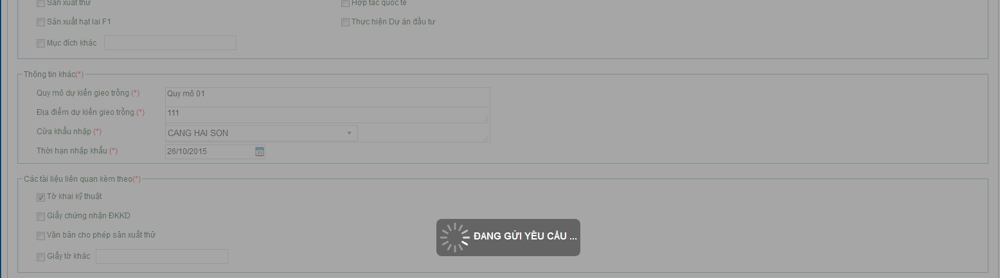 Sản xuất thử
Hợp tác quốc tế
Sản xuất hạt lai F1
Thực hiện Dự án đầu tư
Mục đích khác
Thông tin khác(*)
Quy mô dự kiến gieo trồng (*)
Quy mô 01
Địa điểm dự kiến gieo trồng (*)
111
Cửa khẩu nhập (*)
CANG HAI SON
Thời hạn nhập khẩu (*)
26/10/2015
31
Các tài liệu liên quan kèm theo(*)
Tờ khai kỹ thuật
Giấy chứng nhận ĐKKD
Văn bản cho phép sản xuất thử
ĐANG GỬI YÊU CẦU ...
Giấy tờ khác